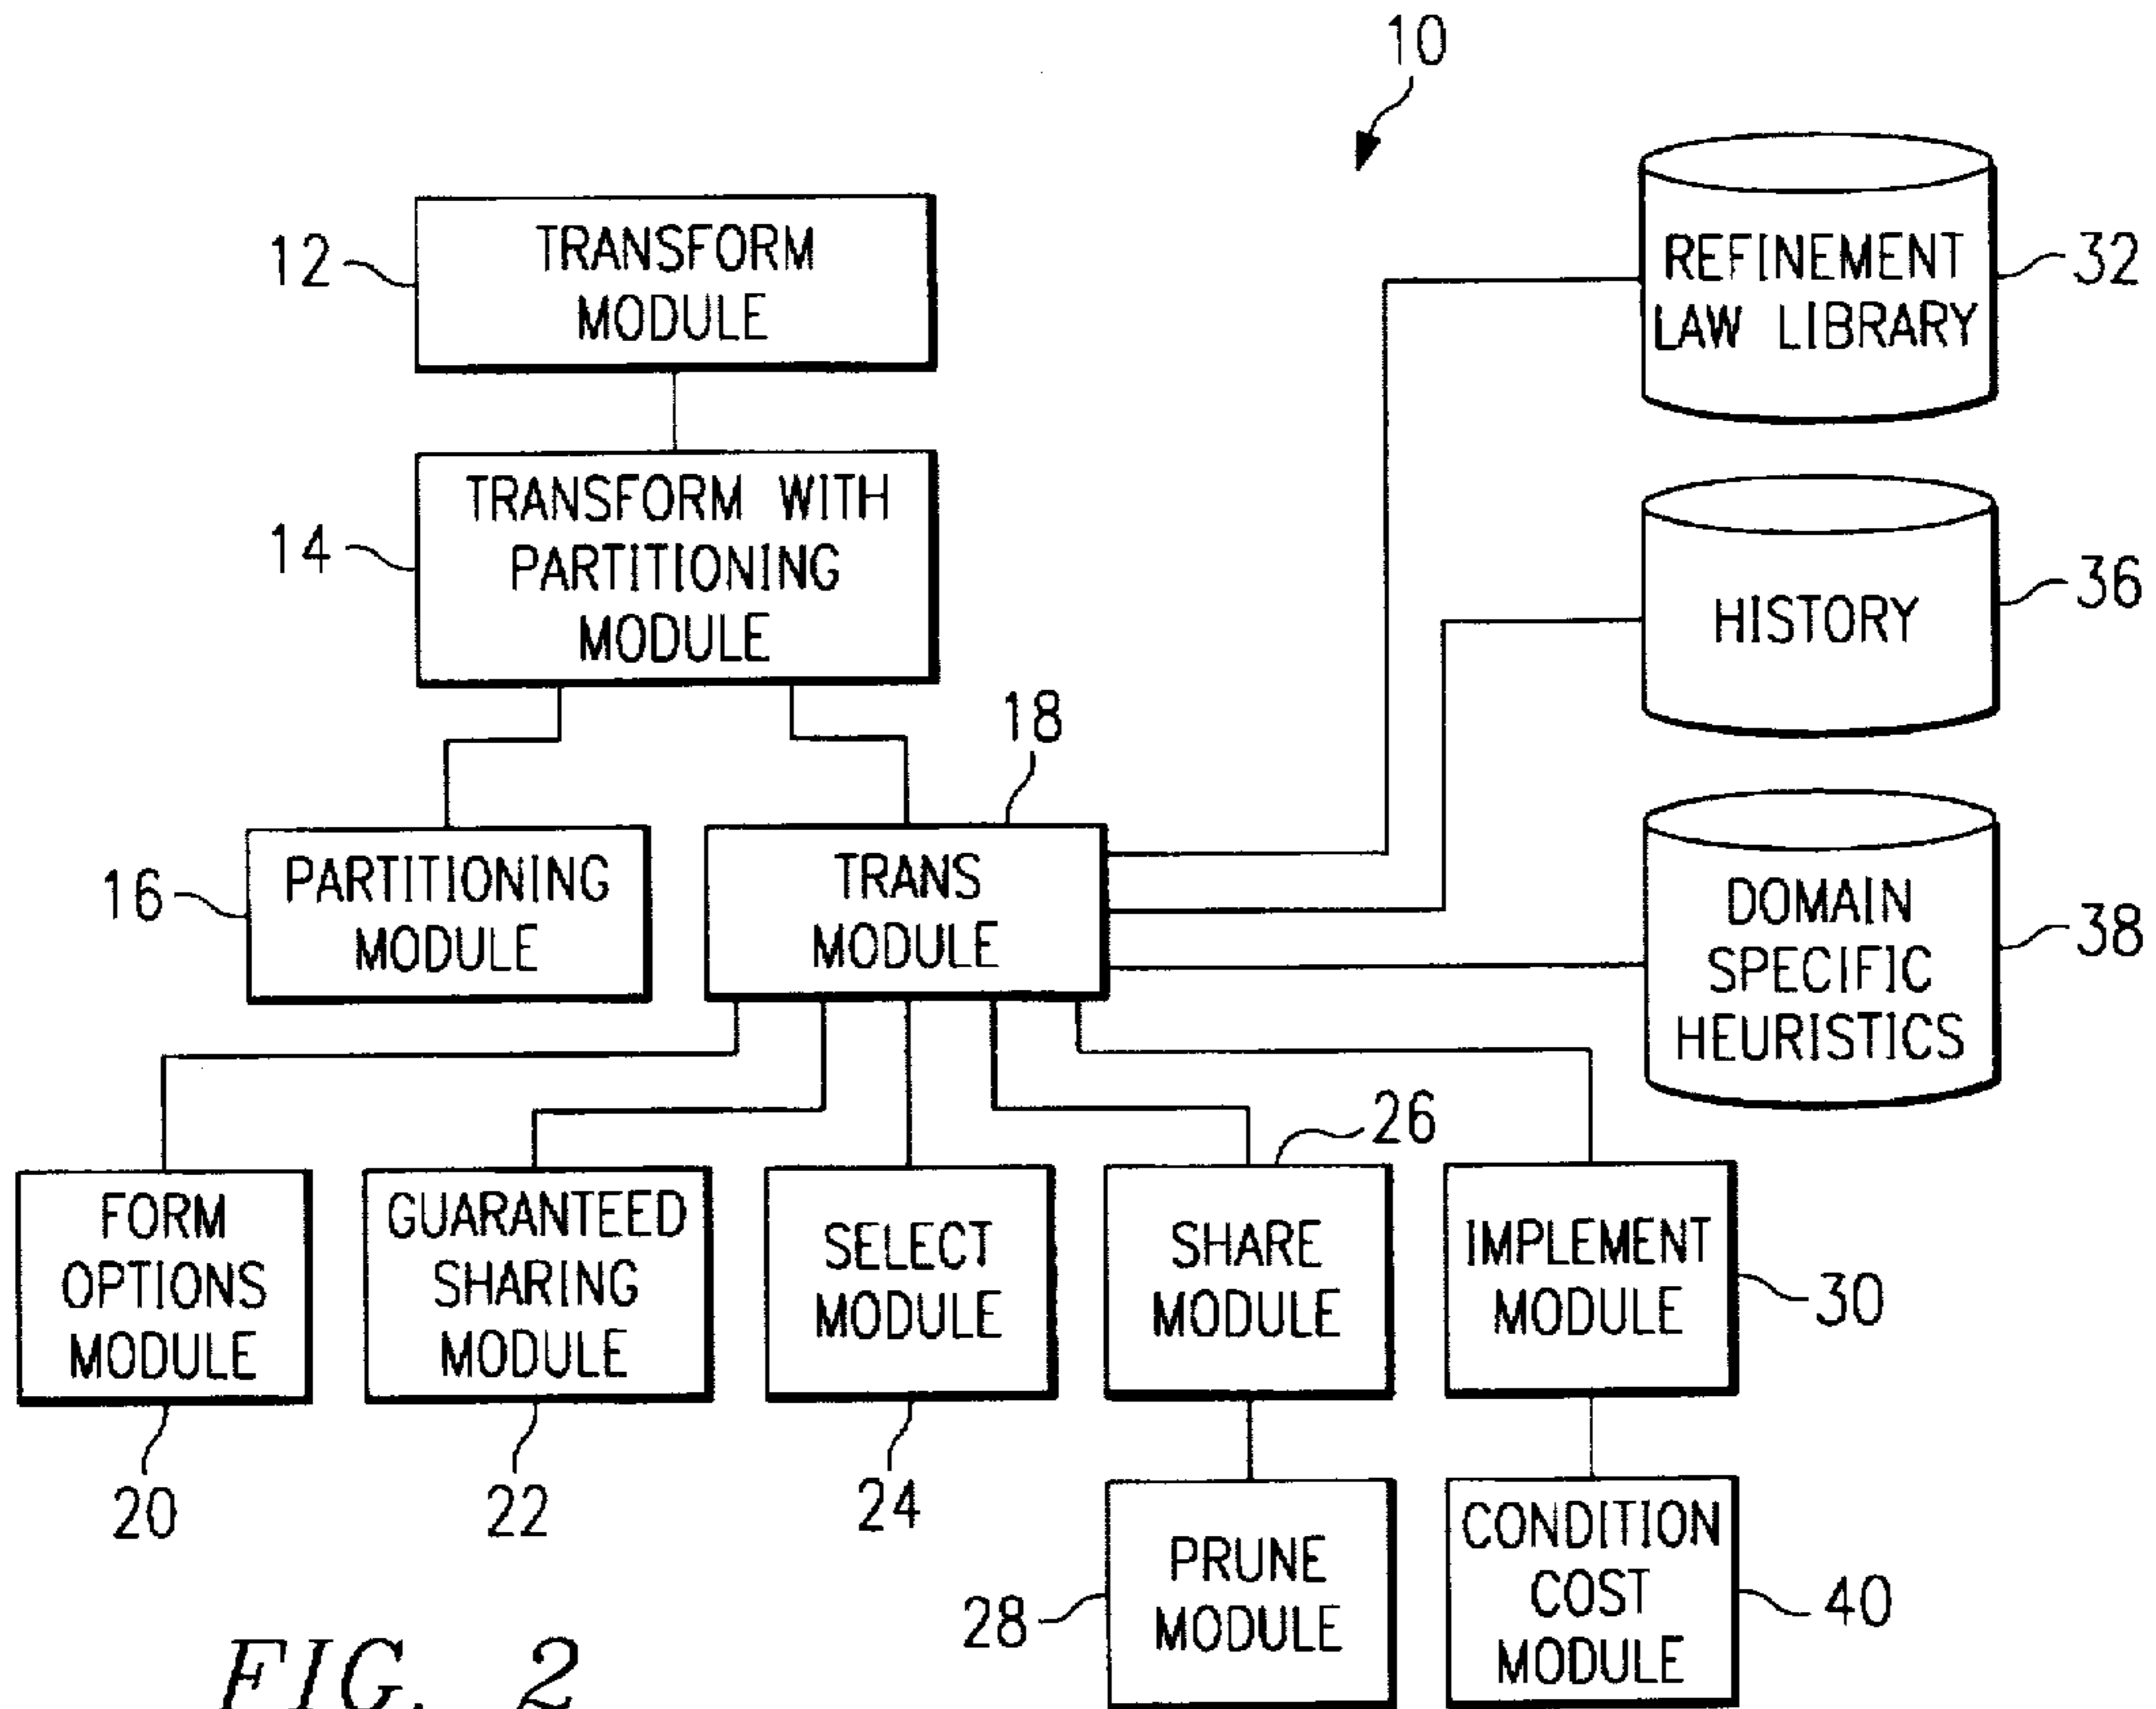 10
12
TRANSFORM
MODULE
REFINEMENT
LAW LIBRARY
32
14
TRANSFORM WITH
PARTITIONING
MODULE
HISTORY
36
18
16
PARTITIONING
MODULE
TRANS
MODULE
DOMAIN
SPECIFIC
HEURISTICS
38
26
FORM
OPTIONS
MODULE
GUARANTEED
SHARING
MODULE
SELECT
MODULE
SHARE
MODULE
IMPLEMENT
MODULE
30
20
22
24
28
PRUNE
MODULE
CONDITION
COST
MODULE
40
FIG. 2